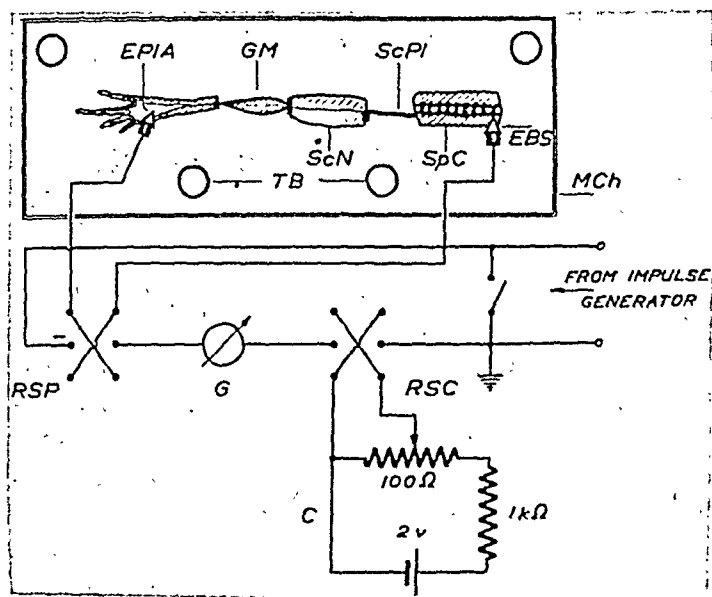 EPIA GM ScPl
ScN SpC EBS
TB
MCh
FROM IMPULSE
GENERATOR
RSP G RSC
100Ω
1kΩ
C
2v